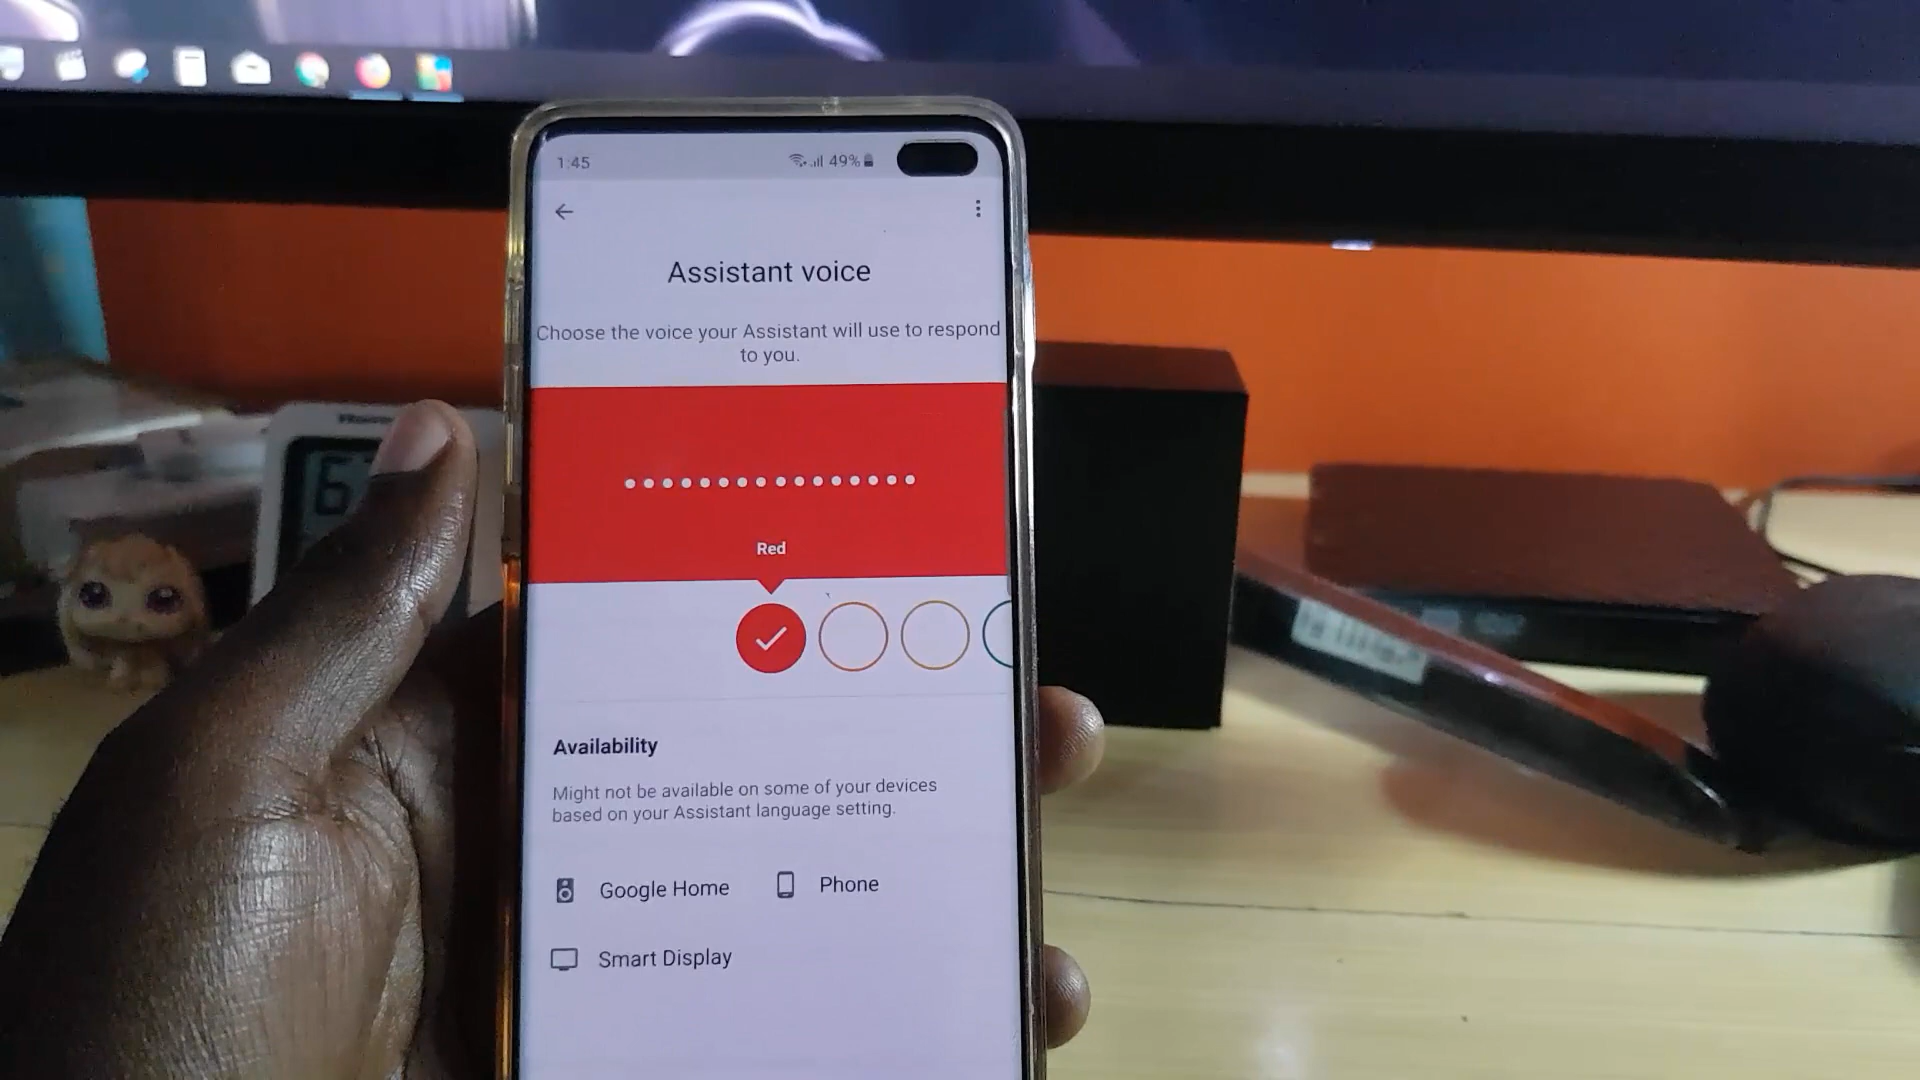 1:45
49%
Assistant voice
Choose the voice your Assistant will use to respond
to you.
Red
Availability
Might not be available on some of your devices
based on your Assistant language setting.
Google Home
Phone
Smart Display